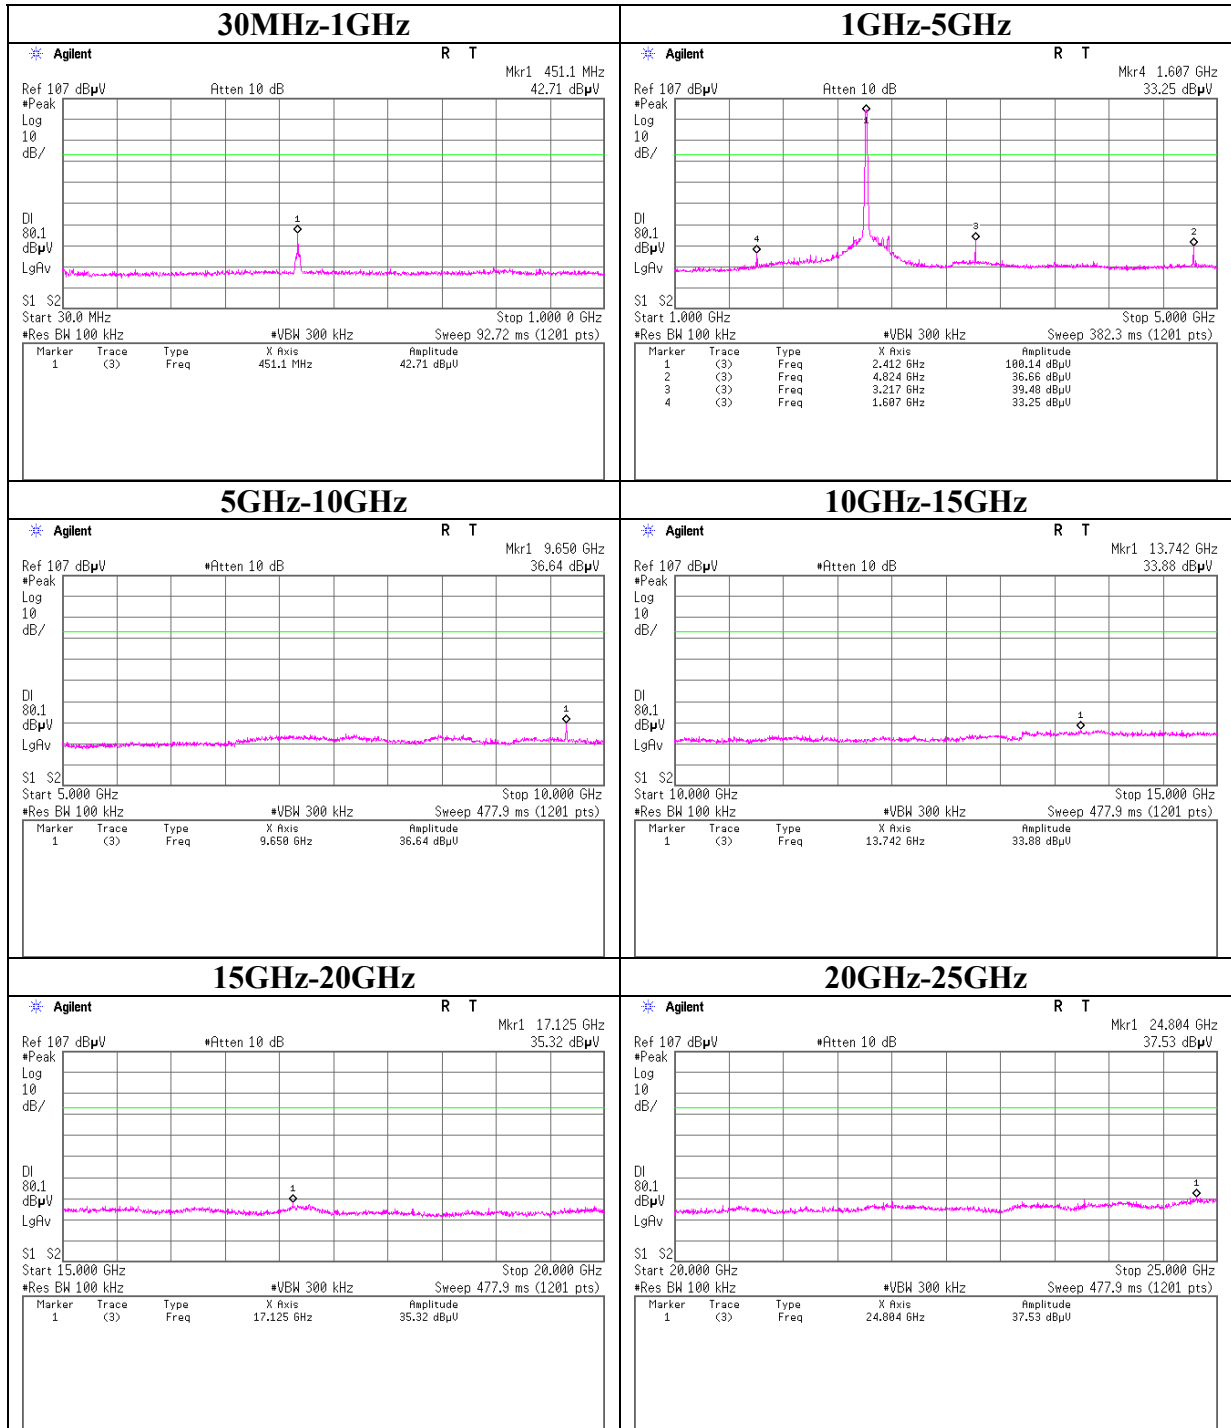 30MHz-1GHz
Agilent R T
Mkr1 451.1 MHz
Ref 107 dBµV Atten 10 dB 42.71 dBµV
#Peak
Log
10
dB/
1
DI
80.1
dBµV
LgAv
S1 S2
Start 30.0 MHz Stop 1.000 0 GHz
#Res BW 100 kHz #VBW 300 kHz Sweep 92.72 ms (1201 pts)
Marker Trace Type X Axis Amplitude
1 (3) Freq 451.1 MHz 42.71 dBµV
1GHz-5GHz
Agilent R T
Mkr4 1.607 GHz
Ref 107 dBµV Atten 10 dB 33.25 dBµV
#Peak
Log
10
dB/
1
DI
80.1
dBµV
LgAv
4 3 2
S1 S2
Start 1.000 GHz Stop 5.000 GHz
#Res BW 100 kHz #VBW 300 kHz Sweep 382.3 ms (1201 pts)
Marker Trace Type X Axis Amplitude
1 (3) Freq 2.412 GHz 100.14 dBµV
2 (3) Freq 4.824 GHz 36.66 dBµV
3 (3) Freq 3.217 GHz 39.48 dBµV
4 (3) Freq 1.607 GHz 33.25 dBµV
5GHz-10GHz
Agilent R T
Mkr1 9.650 GHz
Ref 107 dBµV #Atten 10 dB 36.64 dBµV
#Peak
Log
10
dB/
DI
80.1
dBµV
LgAv
1
S1 S2
Start 5.000 GHz Stop 10.000 GHz
#Res BW 100 kHz #VBW 300 kHz Sweep 477.9 ms (1201 pts)
Marker Trace Type X Axis Amplitude
1 (3) Freq 9.650 GHz 36.64 dBµV
10GHz-15GHz
Agilent R T
Mkr1 13.742 GHz
Ref 107 dBµV #Atten 10 dB 33.88 dBµV
#Peak
Log
10
dB/
DI
80.1
dBµV
LgAv
1
S1 S2
Start 10.000 GHz Stop 15.000 GHz
#Res BW 100 kHz #VBW 300 kHz Sweep 477.9 ms (1201 pts)
Marker Trace Type X Axis Amplitude
1 (3) Freq 13.742 GHz 33.88 dBµV
15GHz-20GHz
Agilent R T
Mkr1 17.125 GHz
Ref 107 dBµV #Atten 10 dB 35.32 dBµV
#Peak
Log
10
dB/
DI
80.1
dBµV
LgAv
1
S1 S2
Start 15.000 GHz Stop 20.000 GHz
#Res BW 100 kHz #VBW 300 kHz Sweep 477.9 ms (1201 pts)
Marker Trace Type X Axis Amplitude
1 (3) Freq 17.125 GHz 35.32 dBµV
20GHz-25GHz
Agilent R T
Mkr1 24.804 GHz
Ref 107 dBµV #Atten 10 dB 37.53 dBµV
#Peak
Log
10
dB/
DI
80.1
dBµV
LgAv
1
S1 S2
Start 20.000 GHz Stop 25.000 GHz
#Res BW 100 kHz #VBW 300 kHz Sweep 477.9 ms (1201 pts)
Marker Trace Type X Axis Amplitude
1 (3) Freq 24.804 GHz 37.53 dBµV